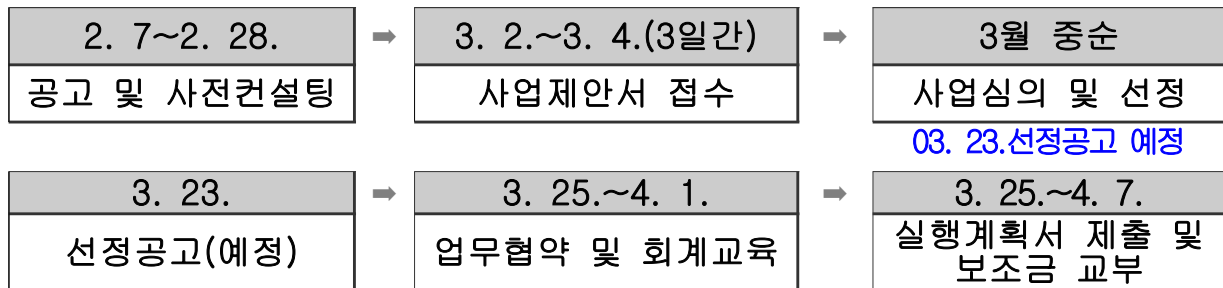 2. 7~2. 28.
➡
3. 2.~3. 4.(3일간)
➡
3월 중순
공고 및 사전컨설팅
사업제안서 접수
사업심의 및 선정
03. 23.선정공고 예정
3. 23.
➡
3. 25.~4. 1.
➡
3. 25.~4. 7.
선정공고(예정)
업무협약 및 회계교육
실행계획서 제출 및
보조금 교부